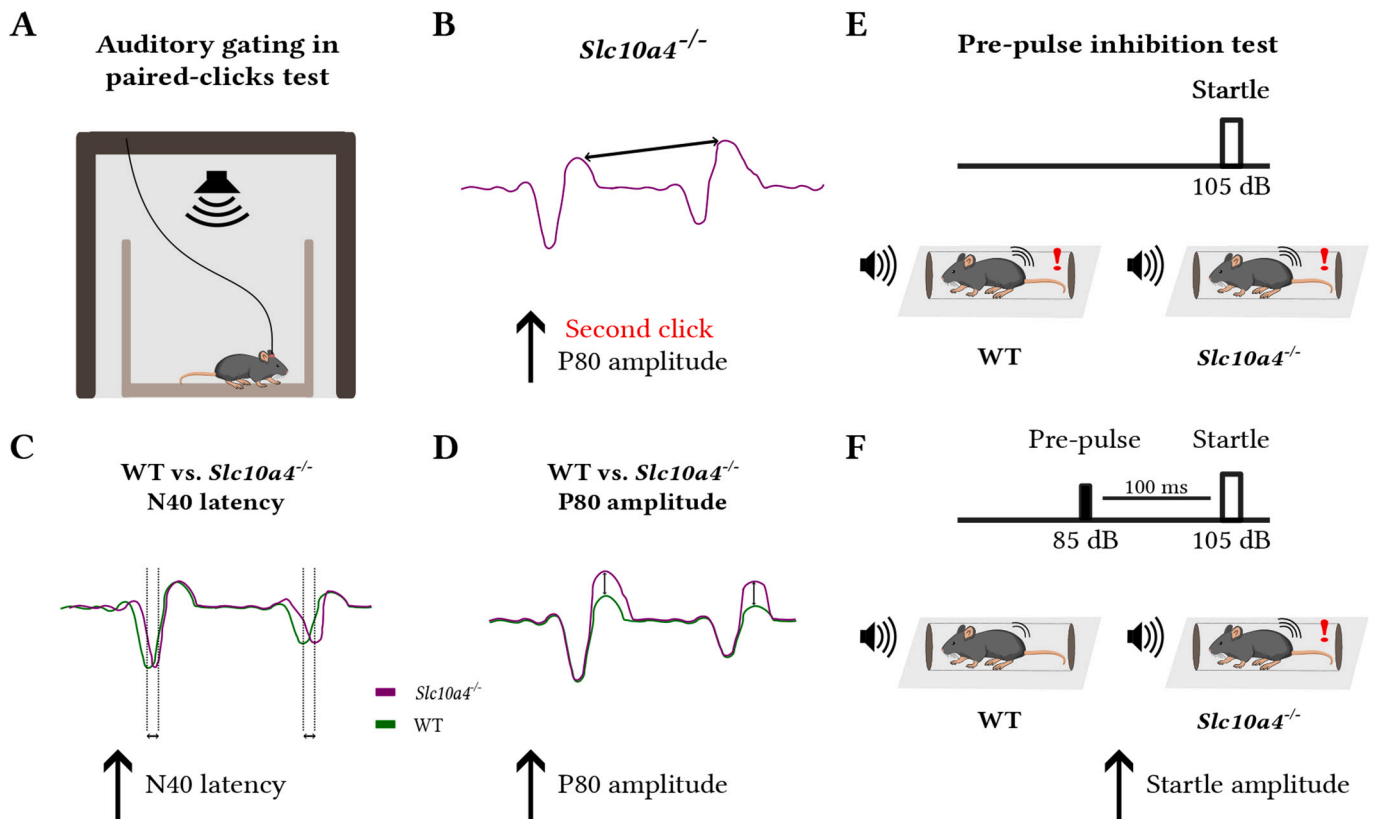 A
Auditory gating in
paired-clicks test
B
Slc10a4⁻/⁻
Second click
P80 amplitude
C
WT vs. Slc10a4⁻/⁻
N40 latency
Slc10a4⁻/⁻
WT
N40 latency
D
WT vs. Slc10a4⁻/⁻
P80 amplitude
P80 amplitude
E
Pre-pulse inhibition test
Startle
105 dB
! !
WT Slc10a4⁻/⁻
F
Pre-pulse Startle
100 ms
85 dB 105 dB
!
WT Slc10a4⁻/⁻
Startle amplitude